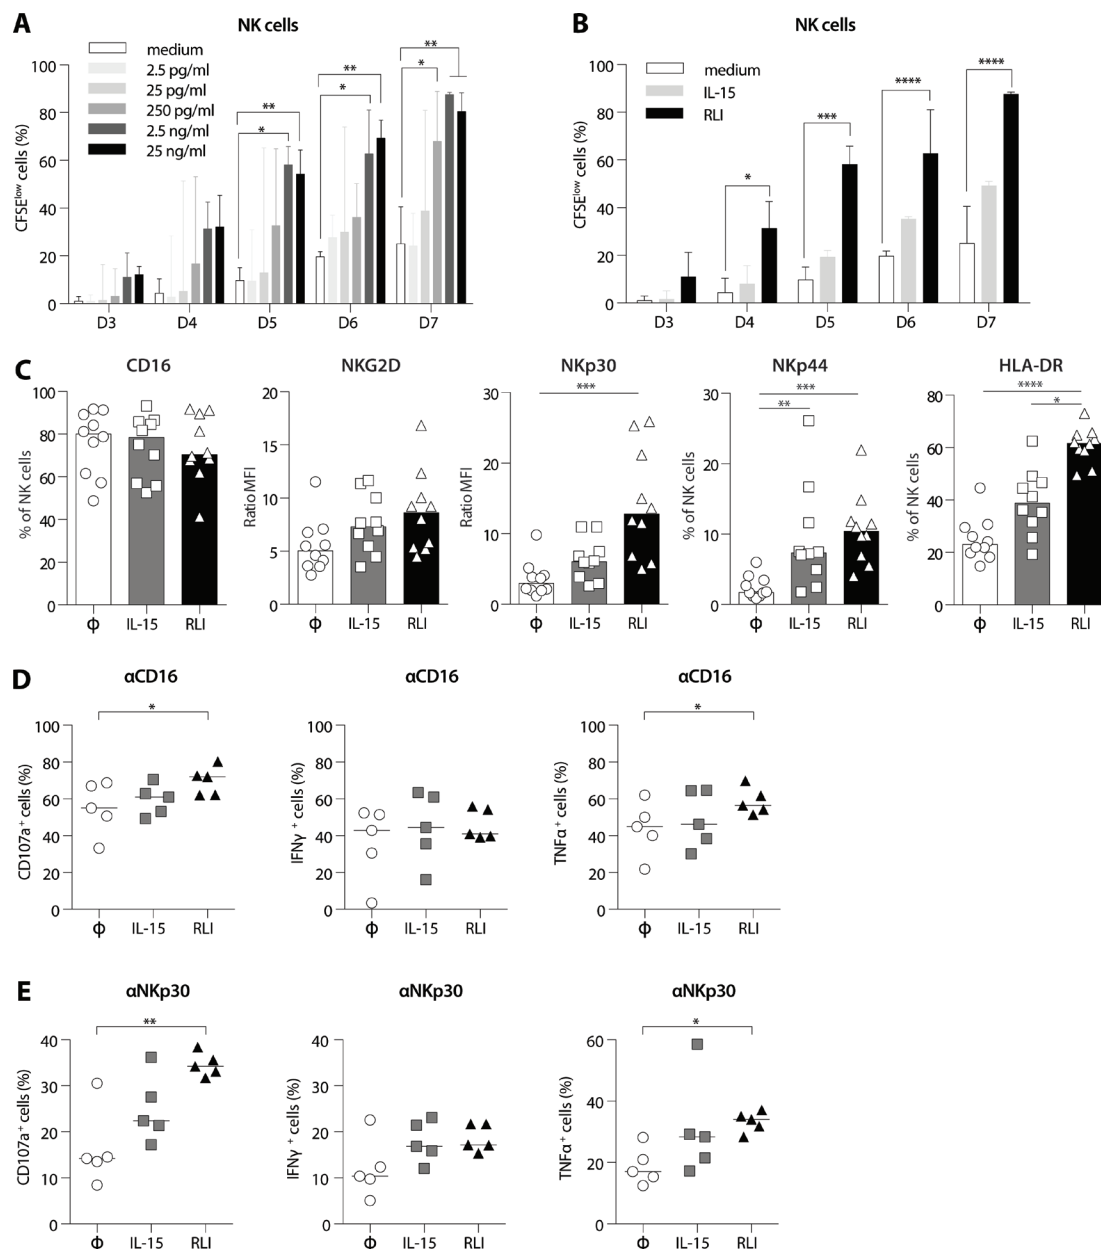 A
NK cells
medium
2.5 pg/ml
25 pg/ml
250 pg/ml
2.5 ng/ml
25 ng/ml
CFSElow cells (%)
100
80
60
40
20
0
*
**
*
**
*
**
D3 D4 D5 D6 D7
B
NK cells
medium
IL-15
RLI
CFSElow cells (%)
100
80
60
40
20
0
*
***
****
****
D3 D4 D5 D6 D7
C
CD16
% of NK cells
100
80
60
40
20
0
ϕ IL-15 RLI
NKG2D
Ratio MFI
20
15
10
5
0
ϕ IL-15 RLI
NKp30
Ratio MFI
30
20
10
0
***
ϕ IL-15 RLI
NKp44
% of NK cells
30
20
10
0
***
**
ϕ IL-15 RLI
HLA-DR
% of NK cells
80
60
40
20
0
****
*
ϕ IL-15 RLI
D
αCD16
CD107a+ cells (%)
100
80
60
40
20
0
*
ϕ IL-15 RLI
αCD16
IFNγ + cells (%)
100
80
60
40
20
0
ϕ IL-15 RLI
αCD16
TNFα+ cells (%)
100
80
60
40
20
0
*
ϕ IL-15 RLI
E
αNKp30
CD107a+ cells (%)
40
30
20
10
0
**
ϕ IL-15 RLI
αNKp30
IFNγ + cells (%)
40
30
20
10
0
ϕ IL-15 RLI
αNKp30
TNFα+ cells (%)
60
40
20
0
*
ϕ IL-15 RLI